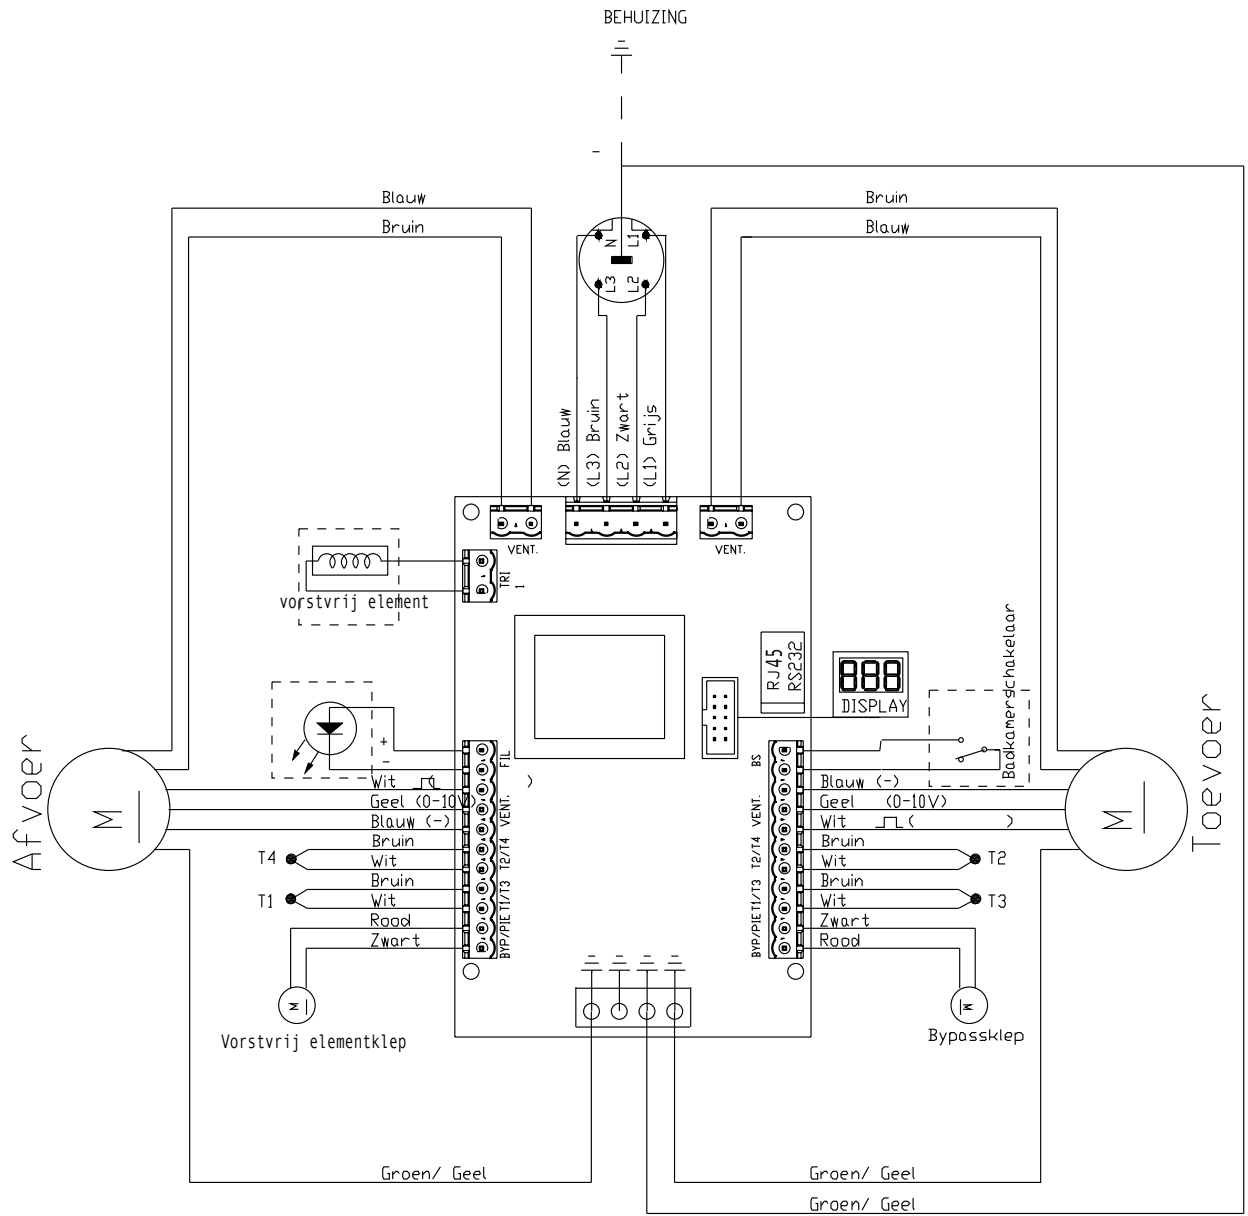 BEHUIZING
Blauw
Bruin
Bruin
Blauw
N
L1
L3
L2
(N) Blauw
(L3) Bruin
(L2) Zwart
(L1) Grijs
VENT.
VENT.
TRI
1
vorstvrij element
RJ45
RS232
DISPLAY
Badkamerschakelaar
Afvoer
M
Toevoer
M
+
-
FIL
VENT.
T2/T4
T1/T3
BYP/PIE
BS
VENT.
T2/T4
T1/T3
BYP/PIE
Wit ( )
Geel (0-10V)
Blauw (-)
Bruin
T4
Wit
Bruin
T1
Wit
Rood
Zwart
Blauw (-)
Geel (0-10V)
Wit ( )
Bruin
T2
Wit
Bruin
T3
Wit
Zwart
Rood
M
Vorstvrij elementklep
M
Bypassklep
Groen/ Geel
Groen/ Geel
Groen/ Geel